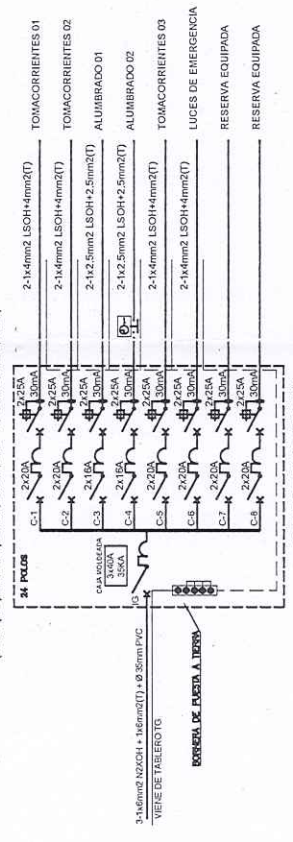 24 POLOS
CAJA MOLDEADA
3x40A
35KA
IG
3-1x6mm2 N2XOH + 1x6mm2(T) + Ø35mm PVC
VIENE DE TABLERO TG
BORNERA DE PUESTA A TIERRA
C-1 2x20A 2x25A 30mA 2-1x4mm2 LSOH+4mm2(T) TOMACORRIENTES 01
C-2 2x20A 2x25A 30mA 2-1x4mm2 LSOH+4mm2(T) TOMACORRIENTES 02
C-3 2x16A 2x25A 30mA 2-1x2.5mm2 LSOH+2.5mm2(T) ALUMBRADO 01
C-4 2x16A 2x25A 30mA 2-1x2.5mm2 LSOH+2.5mm2(T) ALUMBRADO 02
C-5 2x20A 2x25A 30mA 2-1x4mm2 LSOH+4mm2(T) TOMACORRIENTES 03
C-6 2x20A 2x25A 30mA 2-1x4mm2 LSOH+4mm2(T) LUCES DE EMERGENCIA
C-7 2x20A 2x25A 30mA RESERVA EQUIPADA
C-8 2x20A 2x25A 30mA RESERVA EQUIPADA